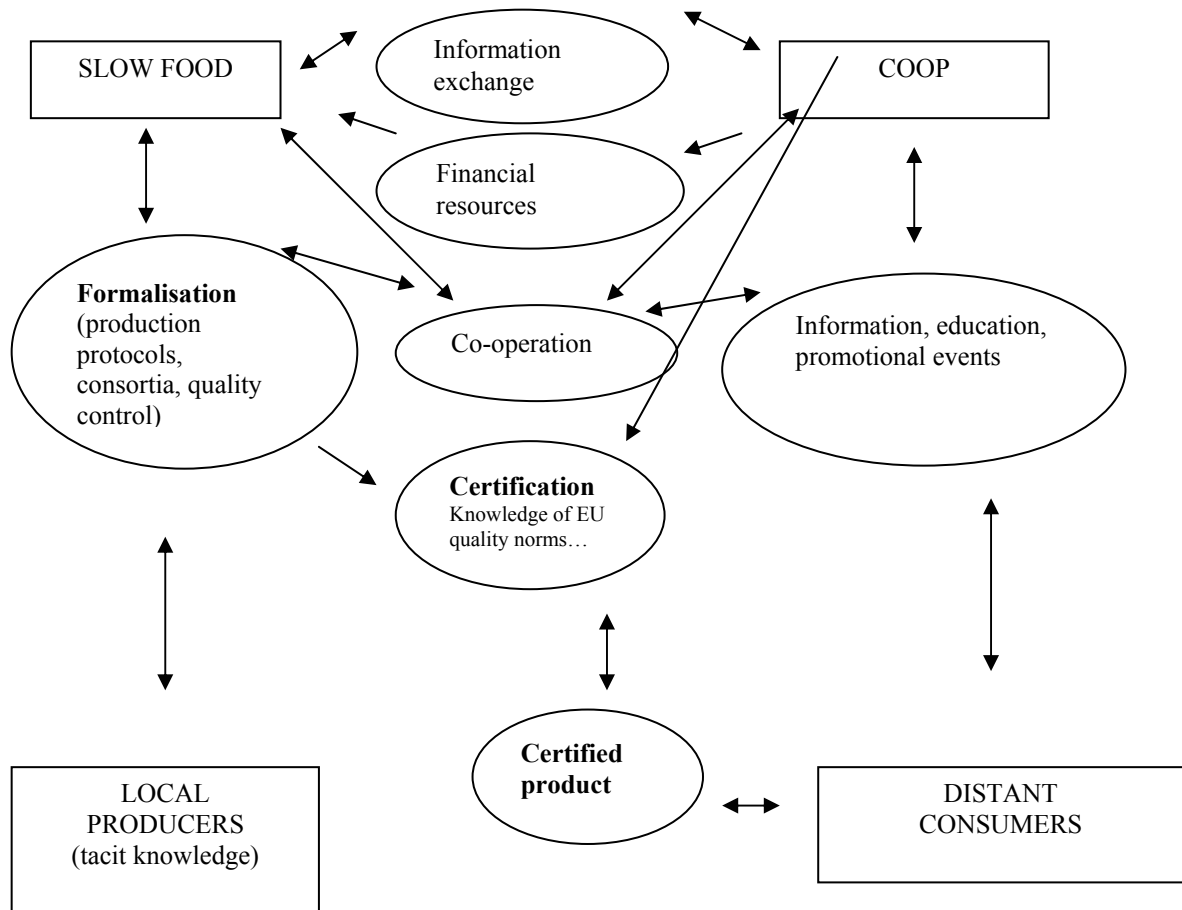 SLOW FOOD
Information
exchange
COOP
Financial
resources
Formalisation
(production
protocols,
consortia, quality
control)
Co-operation
Information, education,
promotional events
Certification
Knowledge of EU
quality norms…
Certified
product
LOCAL
PRODUCERS
(tacit knowledge)
DISTANT
CONSUMERS